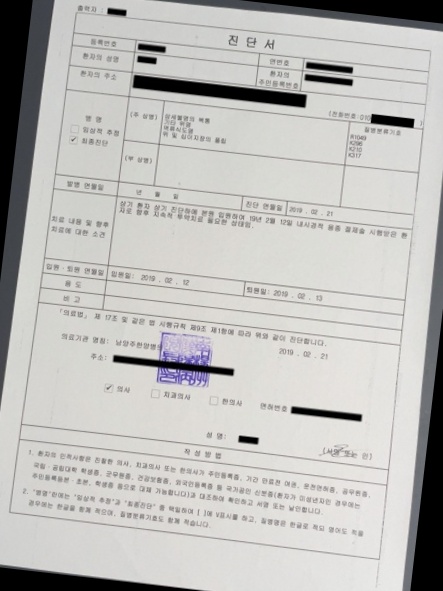 출력자 :
진 단 서
등록번호
연번호
환자의 성명
환자의 주민등록번호
환자의 주소
(전화번호 : 010
병 명
(주 상병)
상세불명의 복통
기타 위염
역류식도염
위 및 십이지장의 폴립
질병분류기호
R1049
K296
K210
K317
임상적 추정
✓ 최종진단
(부 상병)
발병 연월일
년 월 일
진단 연월일
2019 . 02 . 21
치료 내용 및 향후 치료에 대한 소견
상기 환자 상기 진단하에 본원 입원하여 19년 2월 12일 내시경적 용종 절제술 시행받은 환
자로 향후 지속적 투약치료 필요한 상태임.
입원 · 퇴원 연월일
입원일: 2019 . 02 . 12
퇴원일: 2019 . 02 . 13
용 도
비 고
「의료법」 제 17조 및 같은 법 시행규칙 제9조 제1항에 따라 위와 같이 진단합니다.
2019 . 02 . 21
의료기관 명칭: 남양주한양병
주소:
✓ 의사
치과의사
한의사
면허번호
성 명:
(서명 또는 인)
작 성 방 법
1. 환자의 인적사항은 진찰한 의사, 치과의사 또는 한의사가 주민등록증, 기간 만료전 여권, 운전면허증, 공무원증,
국립 · 공립대학 학생증, 군무원증, 건강보험증, 외국인등록증 등 국가공인 신분증(환자가 미성년자인 경우에는
주민등록등본 · 초본, 학생증 등으로 대체 가능합니다)과 대조하여 확인하고 서명 또는 날인합니다.
2. "병명"란에는 "임상적 추정"과 "최종진단" 중 택일하여 [ ]에 V표시를 하고, 질병명은 한글로 적되 영어도 적을
경우에는 한글을 함께 적으며, 질병분류기호도 함께 적습니다.